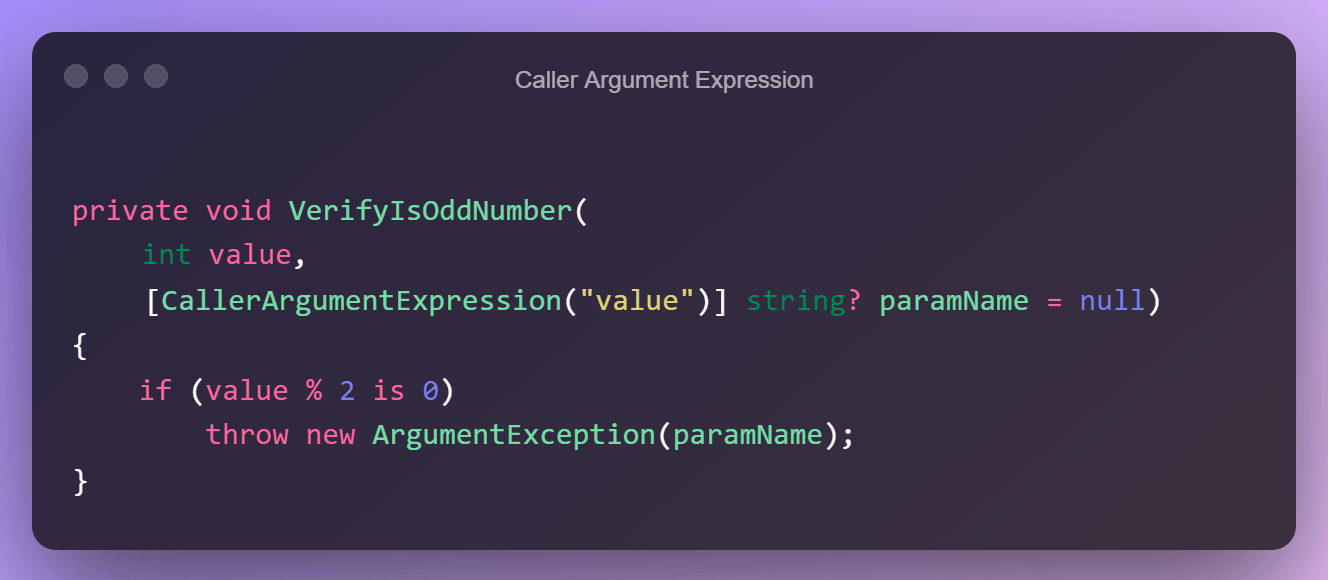 Caller Argument Expression
private void VerifyIsOddNumber(
    int value,
    [CallerArgumentExpression("value")] string? paramName = null)
{
    if (value % 2 is 0)
        throw new ArgumentException(paramName);
}